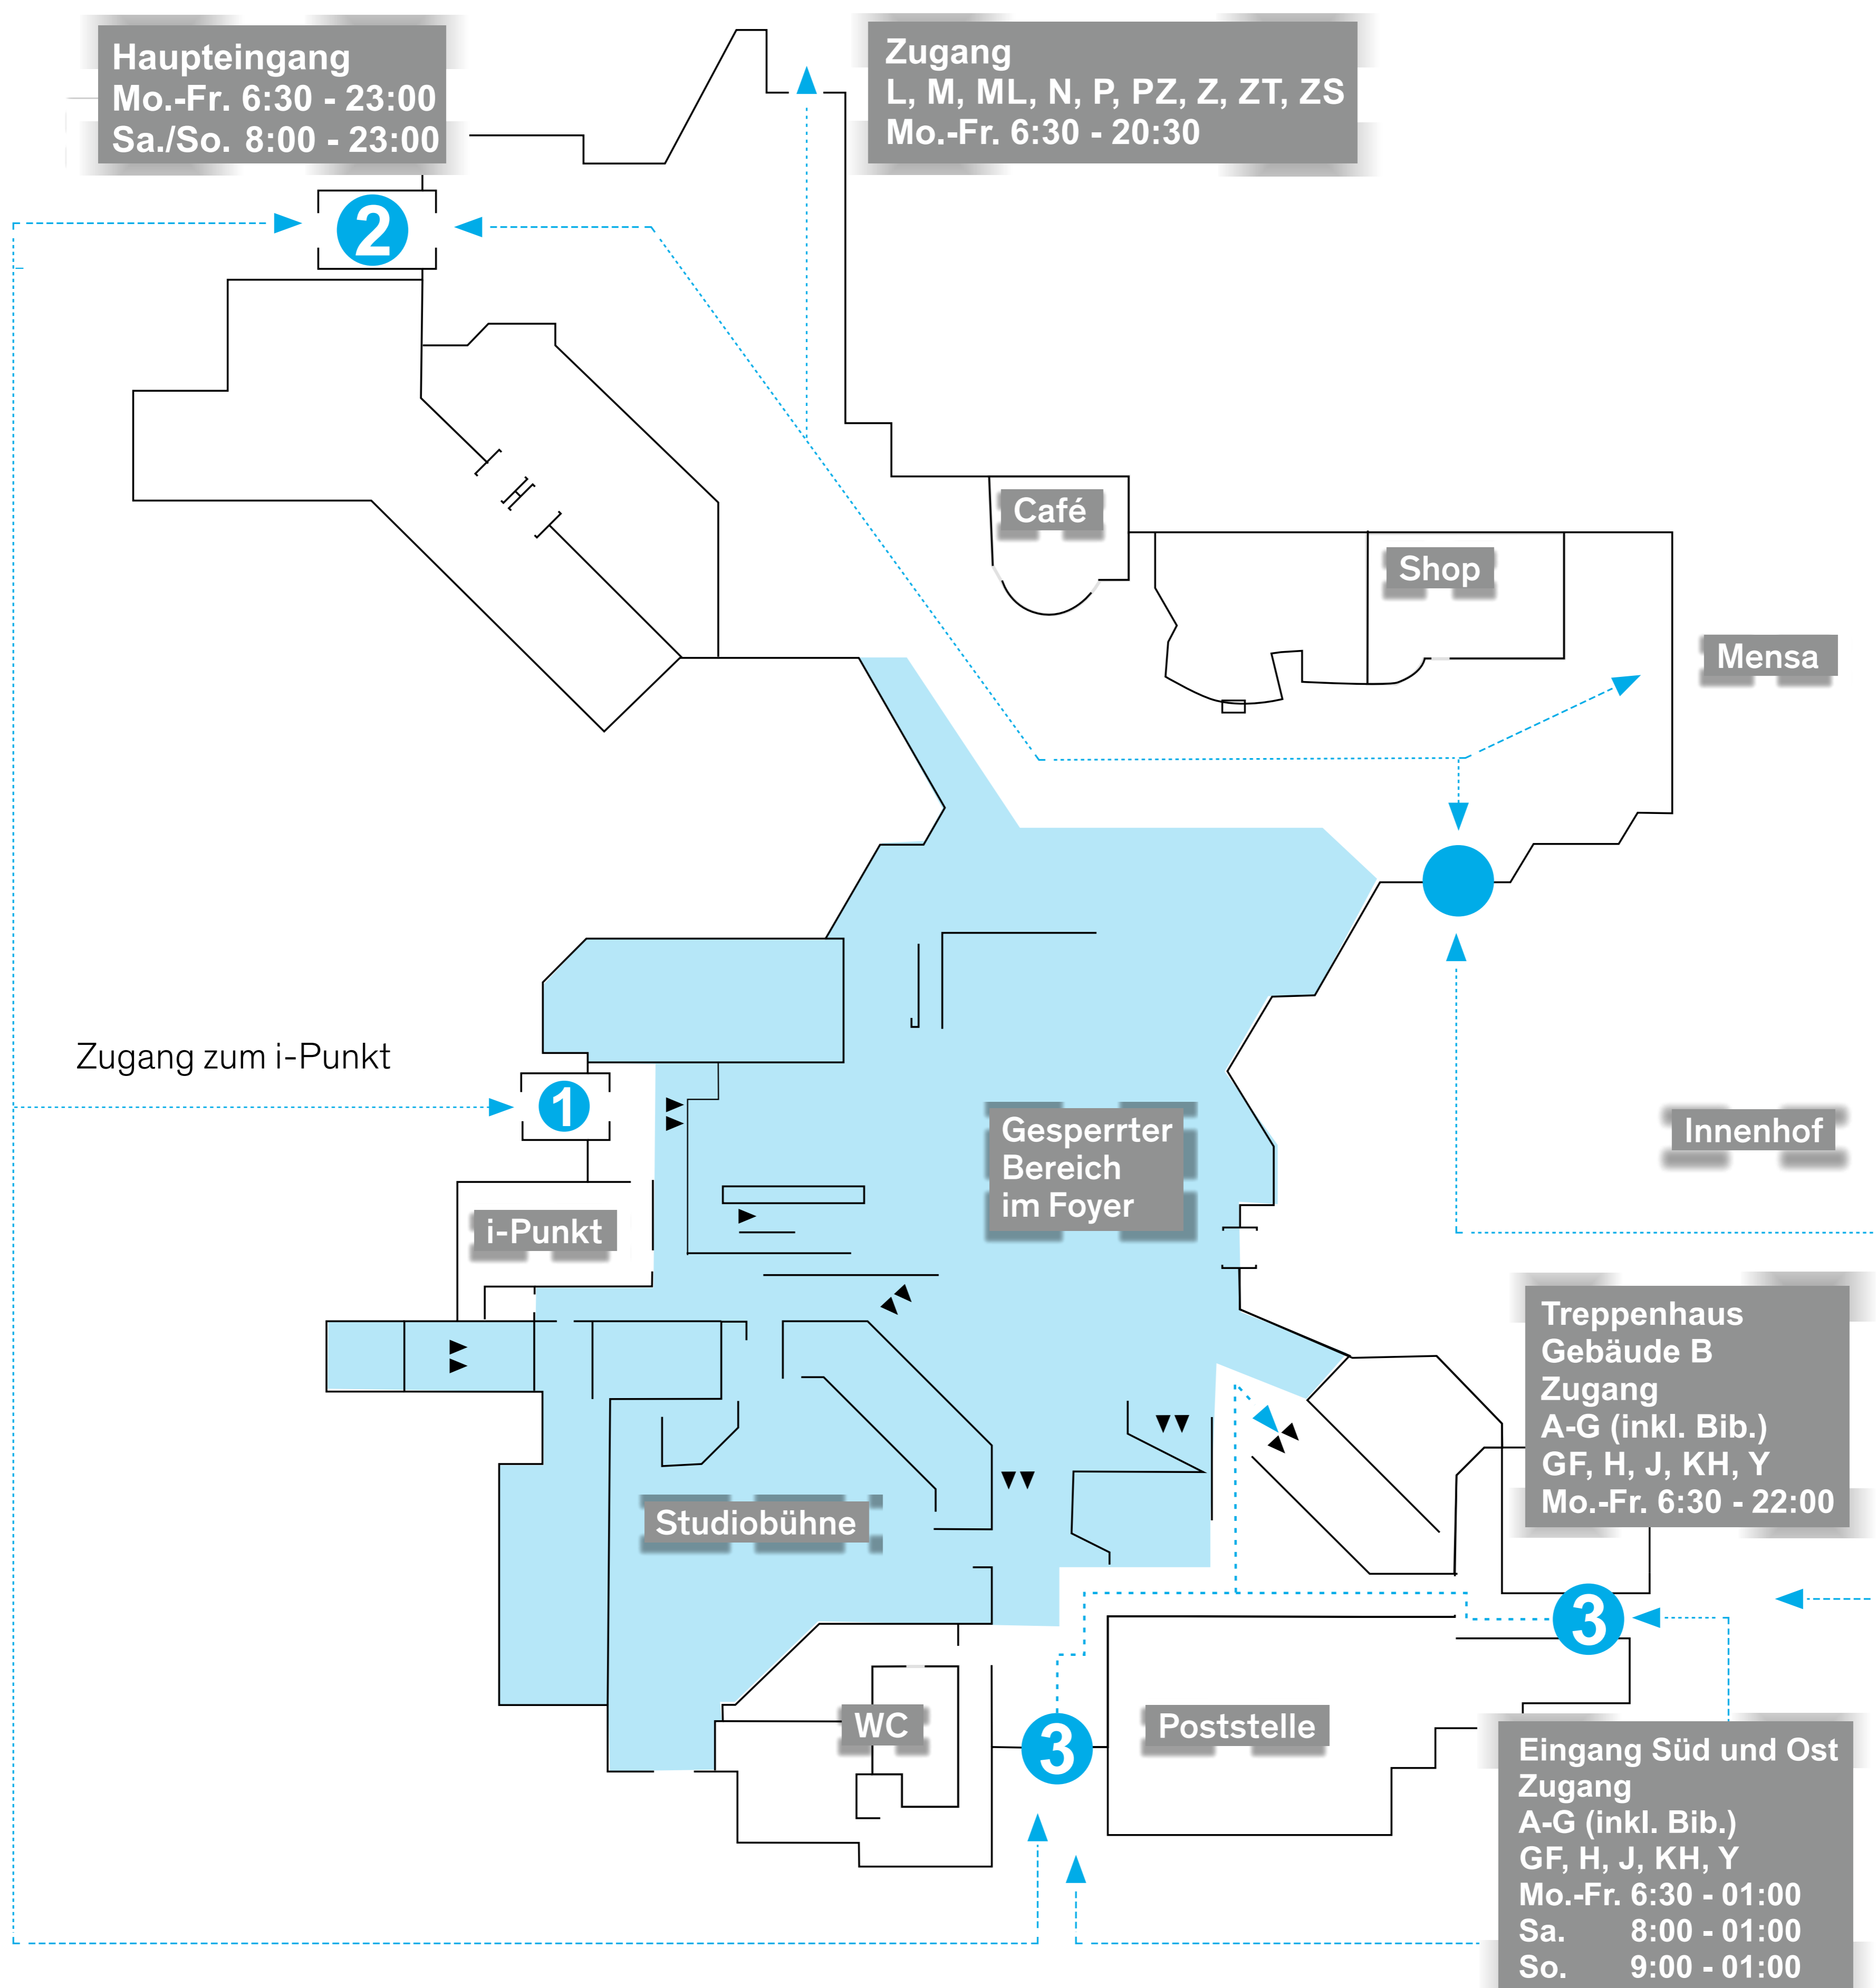 Haupteingang
Mo.-Fr. 6:30 - 23:00
Sa./So. 8:00 - 23:00
Zugang
L, M, ML, N, P, PZ, Z, ZT, ZS
Mo.-Fr. 6:30 - 20:30
2
Café
Shop
Mensa
Zugang zum i-Punkt
1
Gesperrter
Bereich
im Foyer
Innenhof
i-Punkt
Treppenhaus
Gebäude B
Zugang
A-G (inkl. Bib.)
GF, H, J, KH, Y
Mo.-Fr. 6:30 - 22:00
Studiobühne
3
WC
3
Poststelle
Eingang Süd und Ost
Zugang
A-G (inkl. Bib.)
GF, H, J, KH, Y
Mo.-Fr. 6:30 - 01:00
Sa. 8:00 - 01:00
So. 9:00 - 01:00